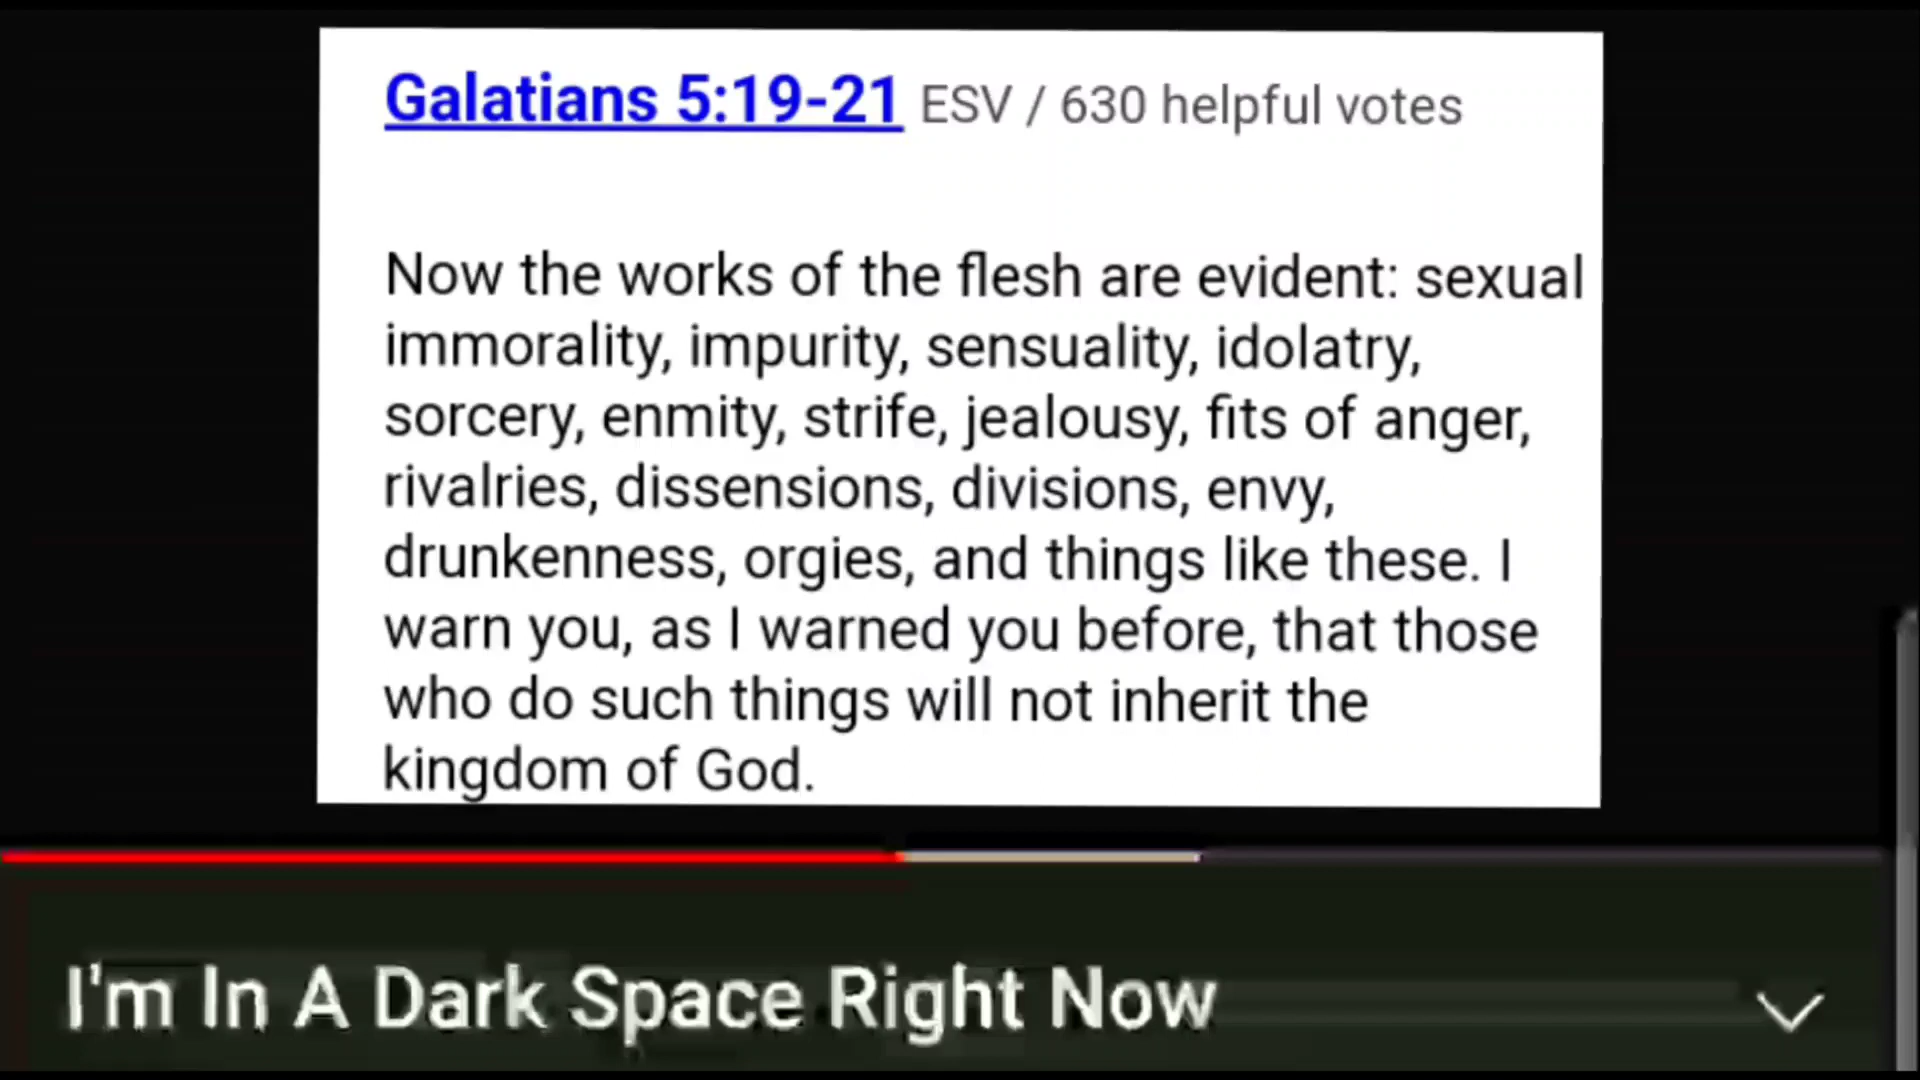 Galatians 5:19-21 ESV / 630 helpful votes
Now the works of the flesh are evident: sexual
immorality, impurity, sensuality, idolatry,
sorcery, enmity, strife, jealousy, fits of anger,
rivalries, dissensions, divisions, envy,
drunkenness, orgies, and things like these. I
warn you, as I warned you before, that those
who do such things will not inherit the
kingdom of God.
I'm In A Dark Space Right Now